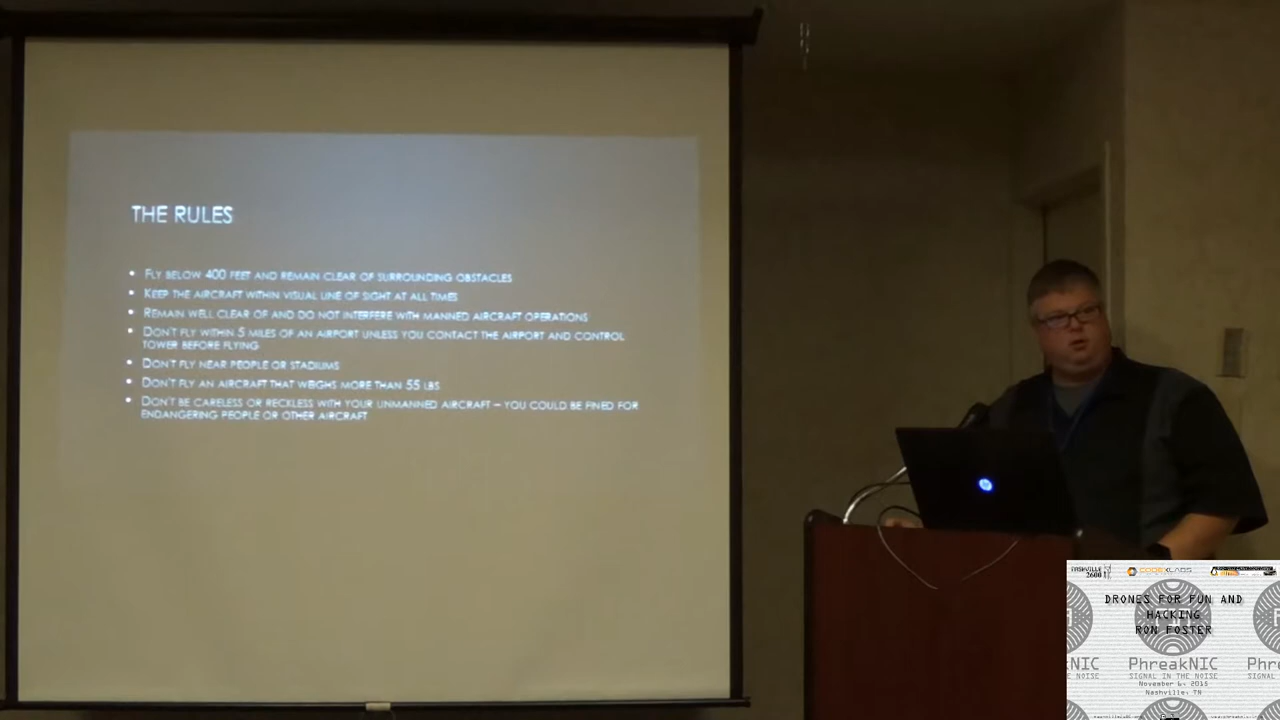 THE RULES
• FLY BELOW 400 FEET AND REMAIN CLEAR OF SURROUNDING OBSTACLES
• KEEP THE AIRCRAFT WITHIN VISUAL LINE OF SIGHT AT ALL TIMES
• REMAIN WELL CLEAR OF AND DO NOT INTERFERE WITH MANNED AIRCRAFT OPERATIONS
• DON'T FLY WITHIN 5 MILES OF AN AIRPORT UNLESS YOU CONTACT THE AIRPORT AND CONTROL
TOWER BEFORE FLYING
• DON'T FLY NEAR PEOPLE OR STADIUMS
• DON'T FLY AN AIRCRAFT THAT WEIGHS MORE THAN 55 LBS
• DON'T BE CARELESS OR RECKLESS WITH YOUR UNMANNED AIRCRAFT – YOU COULD BE FINED FOR
ENDANGERING PEOPLE OR OTHER AIRCRAFT
hp
NASHVILLE
2600
CODEXLABS
DRONES FOR FUN AND
HACKING
RON FOSTER
KNIC PhreakNIC Phr
E NOISE SIGNAL IN THE NOISE SIGNAL
November 6, 2015
Nashville, TN